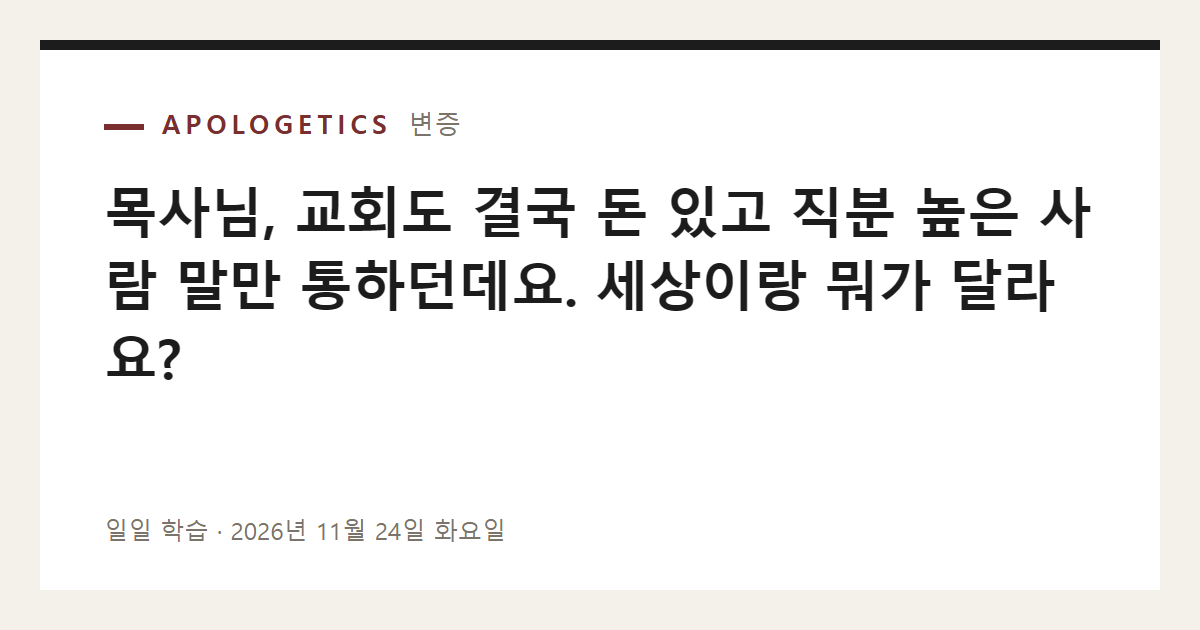 APOLOGETICS 변증
목사님, 교회도 결국 돈 있고 직분 높은 사
람 말만 통하던데요. 세상이랑 뭐가 달라
요?
일일 학습 · 2026년 11월 24일 화요일